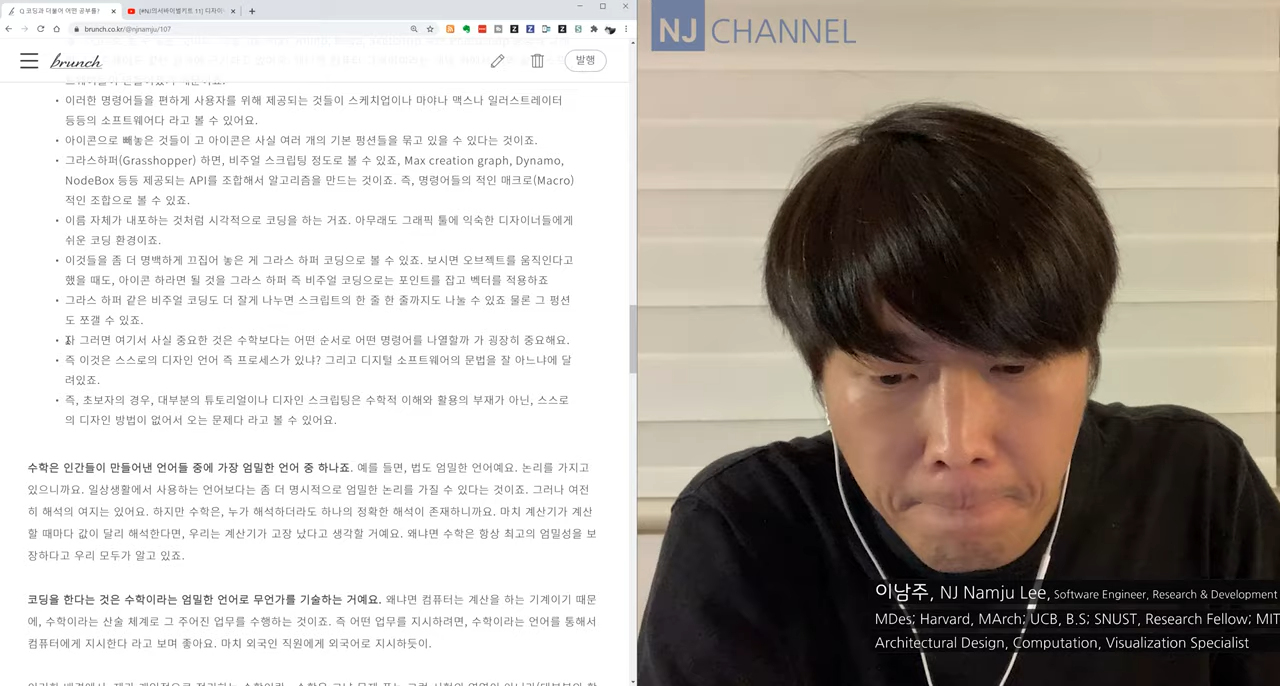 Q 코딩과 더불어 어떤 공부를?
[#NJ의서바이벌키트 11] 디자이
brunch.co.kr/@njnamju/107
brunch
발행
• 이러한 명령어들을 편하게 사용자를 위해 제공되는 것들이 스케치업이나 마야나 맥스나 일러스트레이터
등등의 소프트웨어다 라고 볼 수 있어요.
• 아이콘으로 빼놓은 것들이 고 아이콘은 사실 여러 개의 기본 펑션들을 묶고 있을 수 있다는 것이죠.
• 그라스하퍼(Grasshopper) 하면, 비주얼 스크립팅 정도로 볼 수 있죠, Max creation graph, Dynamo,
NodeBox 등등 제공되는 API를 조합해서 알고리즘을 만드는 것이죠. 즉, 명령어들의 적인 매크로(Macro)
적인 조합으로 볼 수 있죠.
• 이름 자체가 내포하는 것처럼 시각적으로 코딩을 하는 거죠. 아무래도 그래픽 툴에 익숙한 디자이너들에게
쉬운 코딩 환경이죠.
• 이것들을 좀 더 명백하게 끄집어 놓은 게 그라스 하퍼 코딩으로 볼 수 있죠. 보시면 오브젝트를 움직인다고
했을 때도, 아이콘 하라면 될 것을 그라스 하퍼 즉 비주얼 코딩으로는 포인트를 잡고 벡터를 적용하죠
• 그라스 하퍼 같은 비주얼 코딩도 더 잘게 나누면 스크립트의 한 줄 한 줄까지도 나눌 수 있죠 물론 그 펑션
도 쪼갤 수 있죠.
• 자 그러면 여기서 사실 중요한 것은 수학보다는 어떤 순서로 어떤 명령어를 나열할까 가 굉장히 중요해요.
• 즉 이것은 스스로의 디자인 언어 즉 프로세스가 있냐? 그리고 디지털 소프트웨어의 문법을 잘 아느냐에 달
려있죠.
• 즉, 초보자의 경우, 대부분의 튜토리얼이나 디자인 스크립팅은 수학적 이해와 활용의 부재가 아닌, 스스로
의 디자인 방법이 없어서 오는 문제다 라고 볼 수 있어요.
수학은 인간들이 만들어낸 언어들 중에 가장 엄밀한 언어 중 하나죠. 예를 들면, 법도 엄밀한 언어예요. 논리를 가지고
있으니까요. 일상생활에서 사용하는 언어보다는 좀 더 명시적으로 엄밀한 논리를 가질 수 있다는 것이죠. 그러나 여전
히 해석의 여지는 있어요. 하지만 수학은, 누가 해석하더라도 하나의 정확한 해석이 존재하니까요. 마치 계산기가 계산
할 때마다 값이 달리 해석한다면, 우리는 계산기가 고장 났다고 생각할 거예요. 왜냐면 수학은 항상 최고의 엄밀성을 보
장하다고 우리 모두가 알고 있죠.
코딩을 한다는 것은 수학이라는 엄밀한 언어로 무언가를 기술하는 거예요. 왜냐면 컴퓨터는 계산을 하는 기계이기 때문
에, 수학이라는 산술 체계로 그 주어진 업무를 수행하는 것이죠. 즉 어떤 업무를 지시하려면, 수학이라는 언어를 통해서
컴퓨터에게 지시한다 라고 보며 좋아요. 마치 외국인 직원에게 외국어로 지시하듯이.
NJ CHANNEL
이남주, NJ Namju Lee, Software Engineer, Research & Development
MDes; Harvard, MArch; UCB, B.S; SNUST, Research Fellow; MIT
Architectural Design, Computation, Visualization Specialist